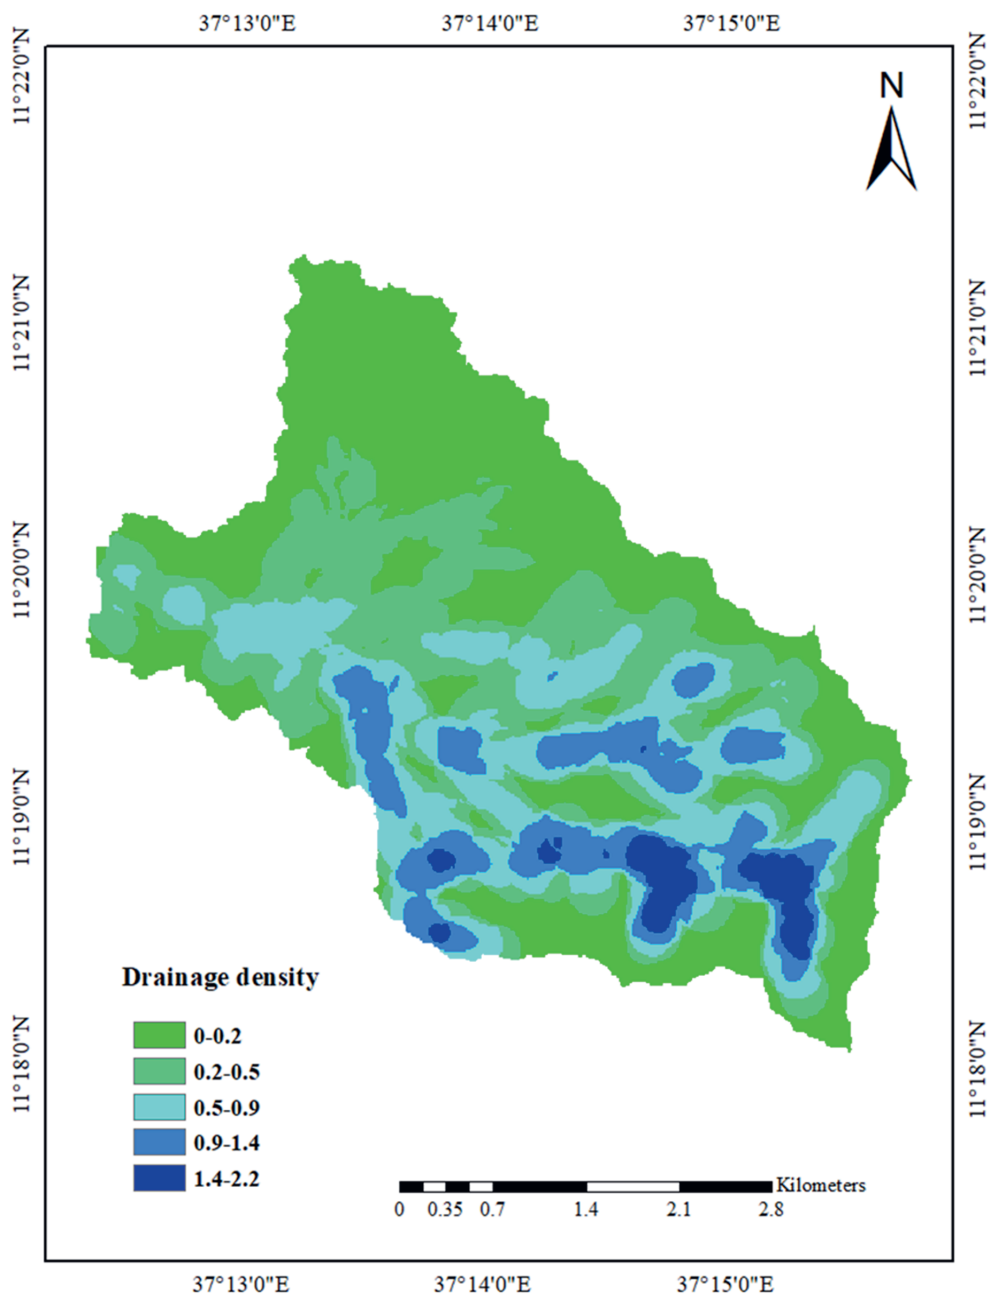 37°13'0"E 37°14'0"E 37°15'0"E
11°22'0"N
11°22'0"N
N
11°21'0"N
11°21'0"N
11°20'0"N
11°20'0"N
11°19'0"N
11°19'0"N
11°18'0"N
11°18'0"N
Drainage density
0-0.2
0.2-0.5
0.5-0.9
0.9-1.4
1.4-2.2
Kilometers
0 0.35 0.7 1.4 2.1 2.8
37°13'0"E 37°14'0"E 37°15'0"E